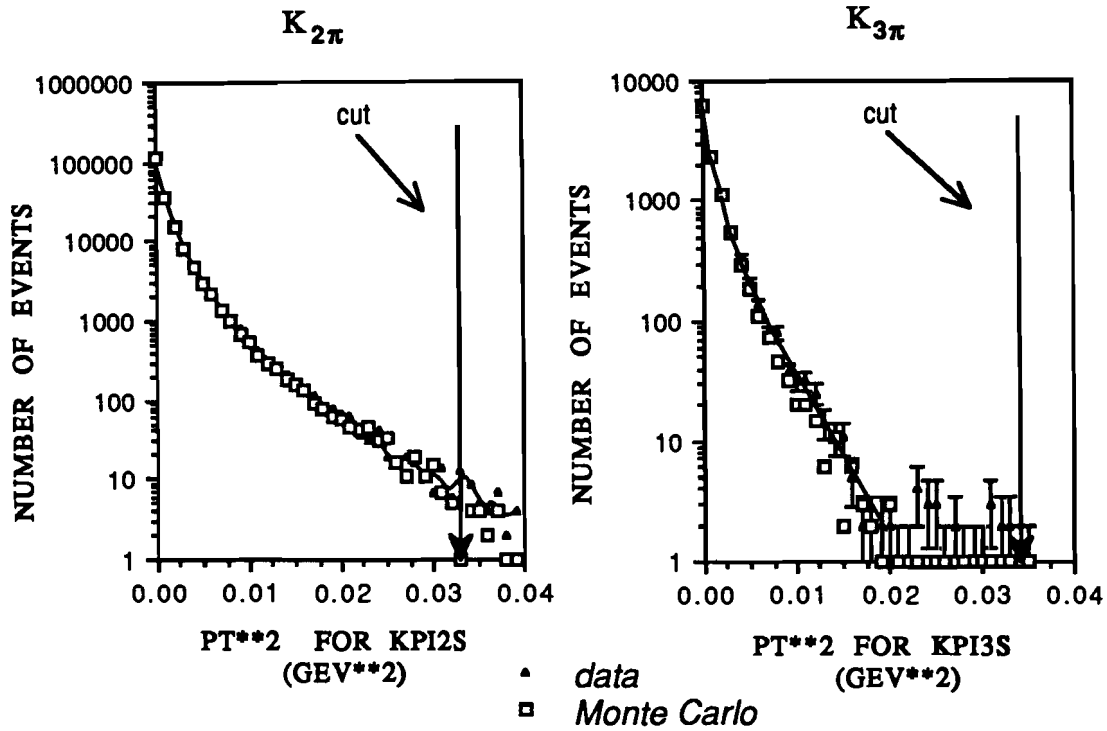 K2π
1000000
100000
10000
1000
100
10
1
NUMBER OF EVENTS
cut
0.00 0.01 0.02 0.03 0.04
PT**2 FOR KPI2S
(GEV**2)
K3π
10000
1000
100
10
1
NUMBER OF EVENTS
cut
0.00 0.01 0.02 0.03 0.04
PT**2 FOR KPI3S
(GEV**2)
data
Monte Carlo